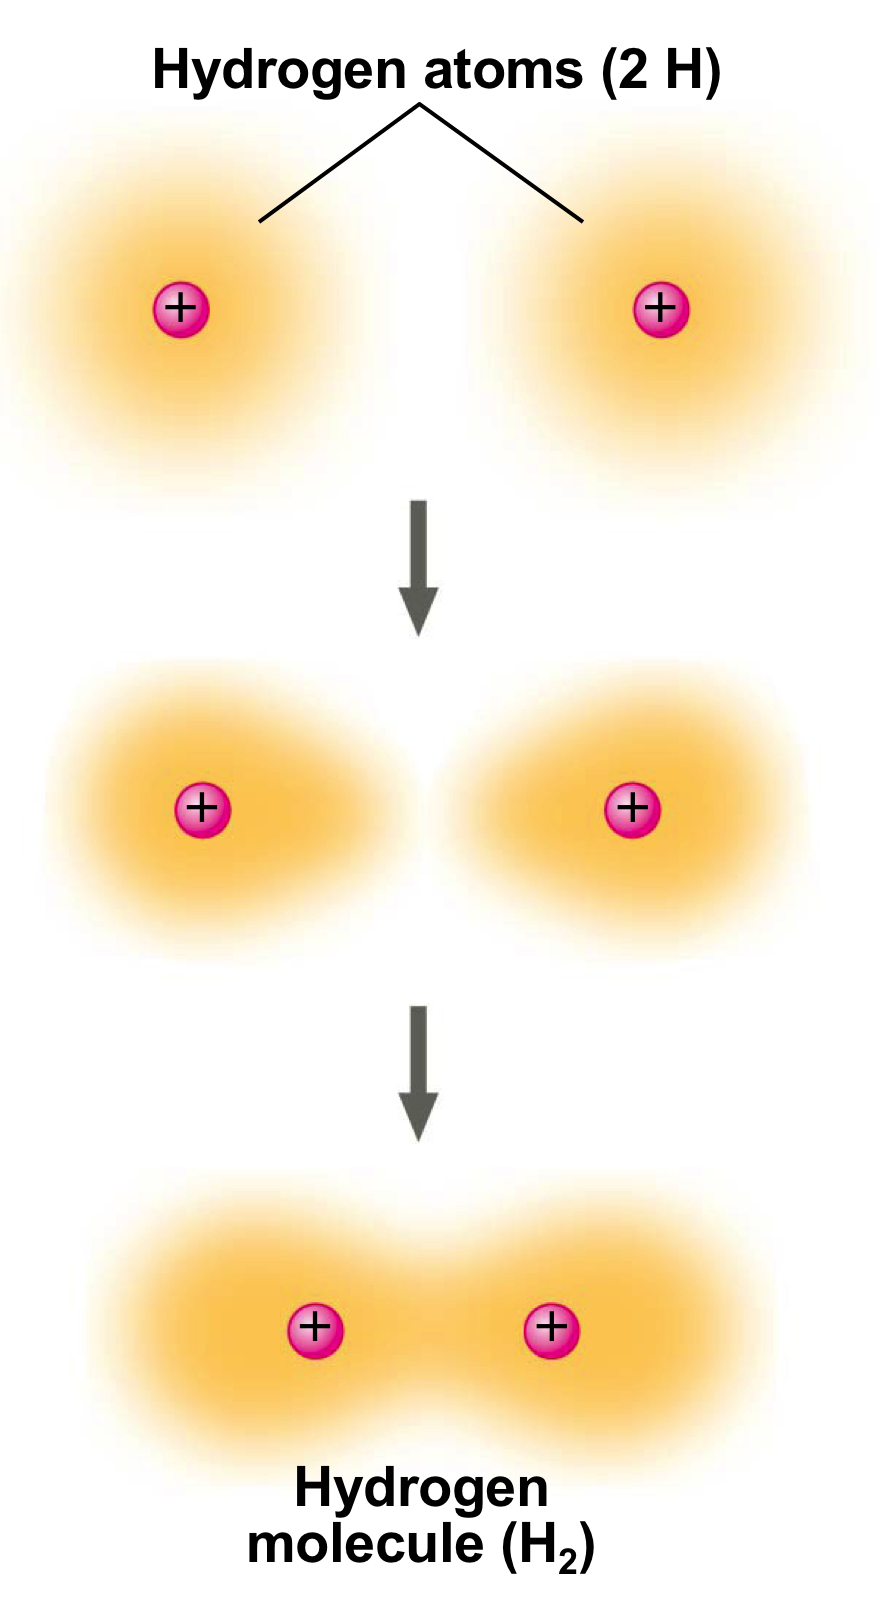 Hydrogen atoms (2 H)
+ +
+ +
+ +
Hydrogen
molecule (H₂)